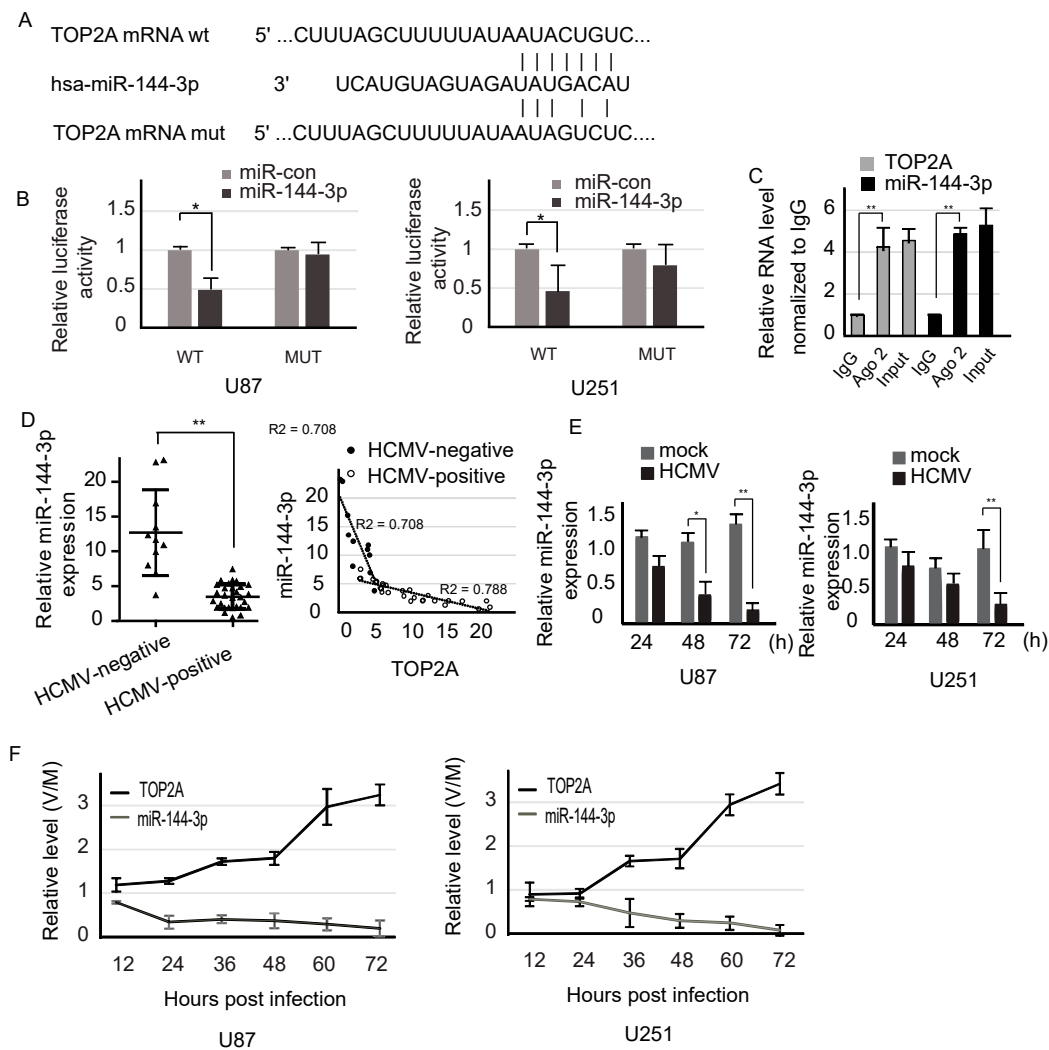 A
TOP2A mRNA wt 5' ...CUUUAGCUUUUUAUAAUACUGUC...
hsa-miR-144-3p 3' UCAUGUAGUAGAUAUGACAU
TOP2A mRNA mut 5' ...CUUUAGCUUUUUAUAAUAGUCUC....
B
miR-con
miR-144-3p
Relative luciferase
activity
1.5
1
0.5
0
*
WT MUT
U87
miR-con
miR-144-3p
Relative luciferase
activity
1.5
1
0.5
0
*
WT MUT
U251
C
TOP2A
miR-144-3p
Relative RNA level
nomalized to IgG
6
4
2
0
** **
IgG Ago 2 Input IgG Ago 2 Input
D
Relative miR-144-3p
expression
20
15
10
5
0
**
HCMV-negative
HCMV-positive
R2 = 0.708
HCMV-negative
HCMV-positive
miR-144-3p
20
10
5
0
R2 = 0.708
R2 = 0.788
0 5 10 15 20
TOP2A
E
mock
HCMV
Relative miR-144-3p
expression
1.5
1.0
0.5
0
* **
24 48 72 (h)
U87
mock
HCMV
Relative miR-144-3p
expression
1.5
1.0
0.5
0
**
24 48 72 (h)
U251
F
Relative level (V/M)
TOP2A
miR-144-3p
3
2
1
0
12 24 36 48 60 72
Hours post infection
U87
Relative level (V/M)
TOP2A
miR-144-3p
3
2
1
0
12 24 36 48 60 72
Hours post infection
U251